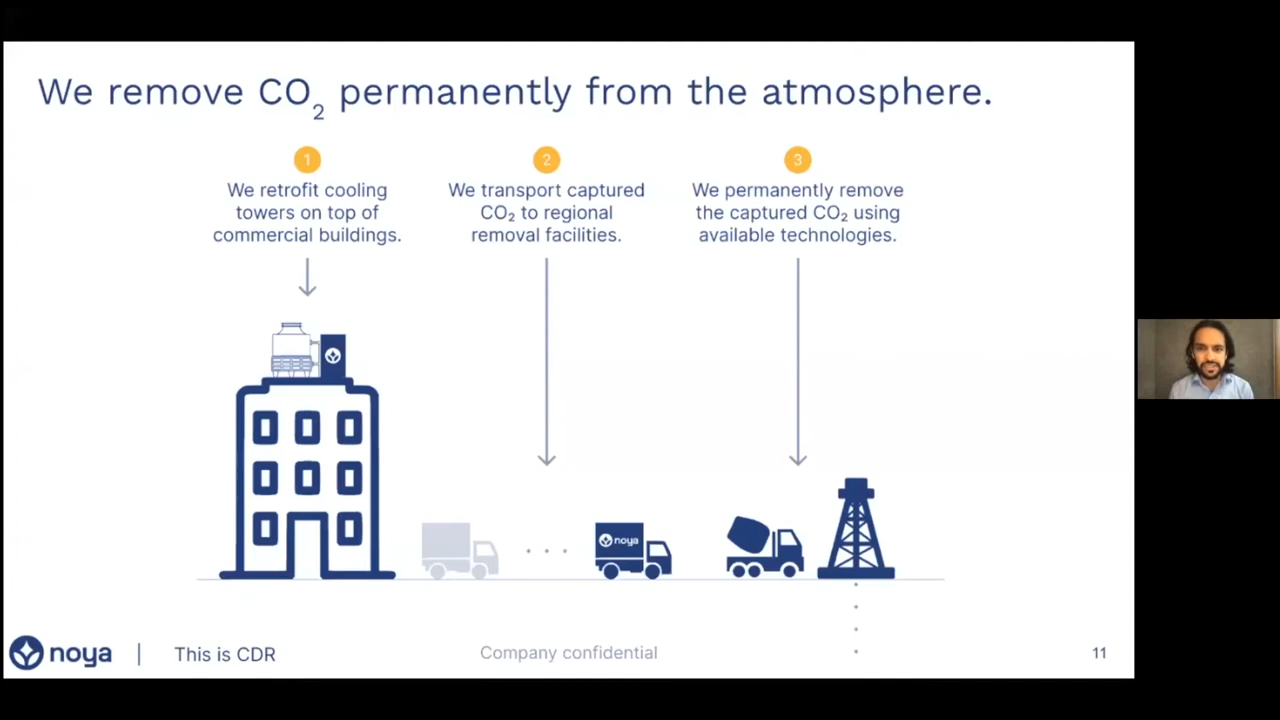 We remove CO₂ permanently from the atmosphere.
1
We retrofit cooling
towers on top of
commercial buildings.
2
We transport captured
CO₂ to regional
removal facilities.
3
We permanently remove
the captured CO₂ using
available technologies.
noya
noya
This is CDR
Company confidential
11